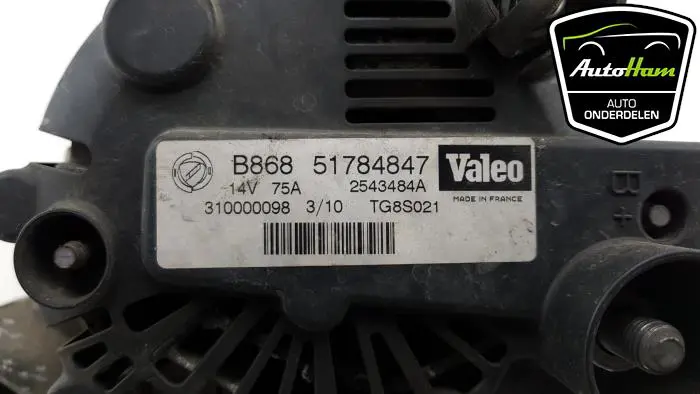 AutoHam
AUTO
ONDERDELEN
B868 51784847 Valeo
14V 75A 2543484A
MADE IN FRANCE
310000098 3/10 TG8S021
B+